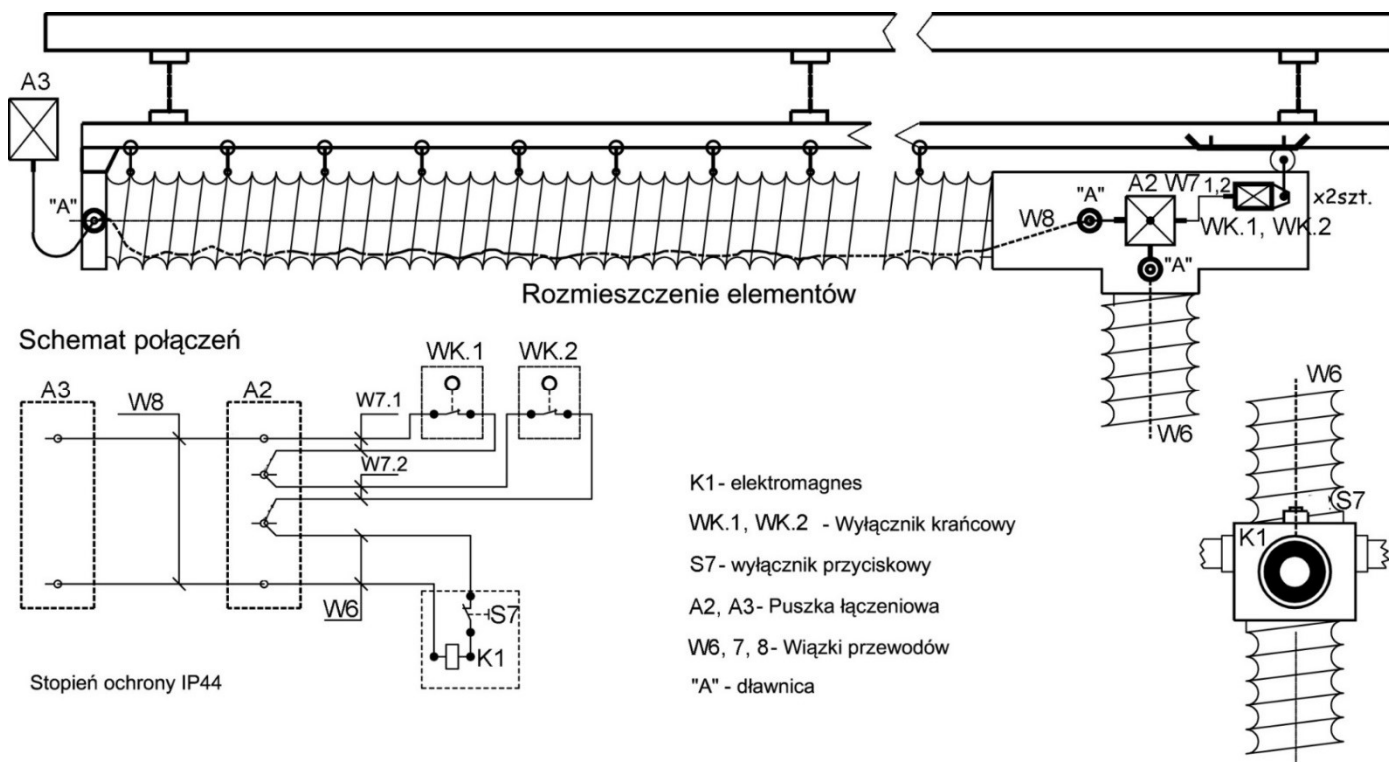 A3
"A"
W8
"A"
A2 W7 1,2
x2szt.
WK.1, WK.2
"A"
Rozmieszczenie elementów
W6
Schemat połączeń
A3
W8
A2
W7.1
WK.1
WK.2
W7.2
W6
S7
K1
Stopień ochrony IP44
K1- elektromagnes
WK.1, WK.2 - Wyłącznik krańcowy
S7- wyłącznik przyciskowy
A2, A3- Puszka łączeniowa
W6, 7, 8- Wiązki przewodów
"A" - dławnica
W6
S7
K1